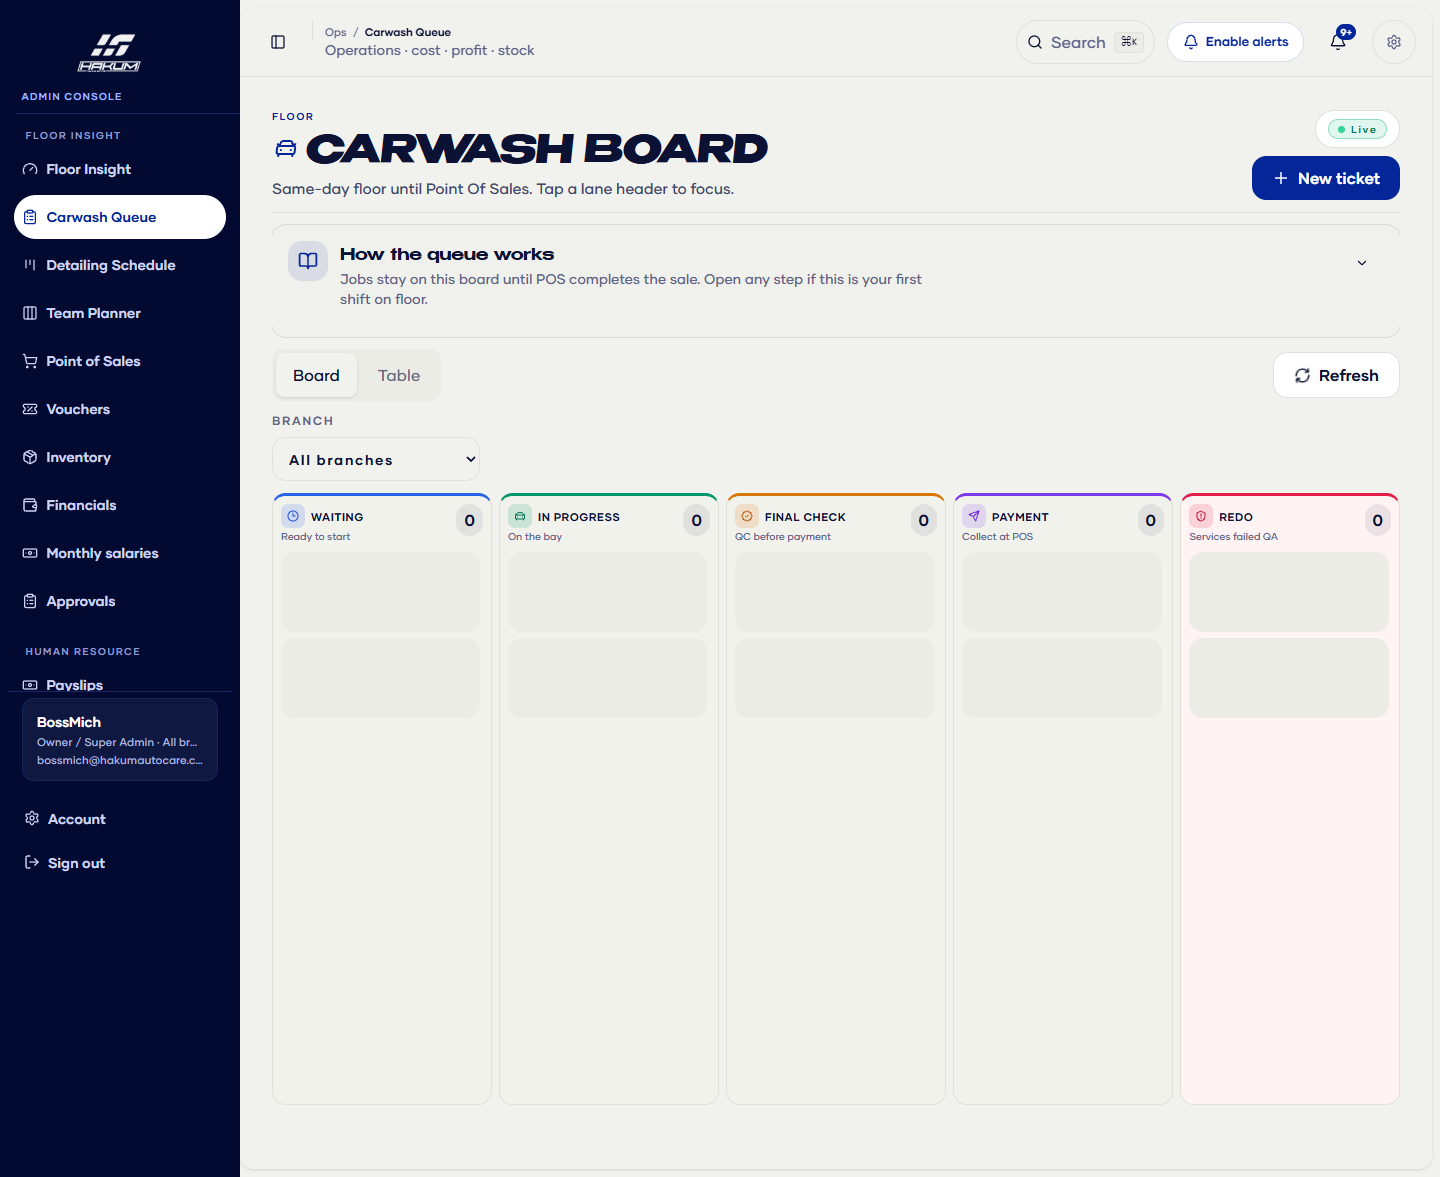 HAKUM
ADMIN CONSOLE
FLOOR INSIGHT
Floor Insight
Carwash Queue
Detailing Schedule
Team Planner
Point of Sales
Vouchers
Inventory
Financials
Monthly salaries
Approvals
HUMAN RESOURCE
Payslips
BossMich
Owner / Super Admin · All br...
bossmich@hakumautocare.c...
Account
Sign out
Ops / Carwash Queue
Operations · cost · profit · stock
Search ⌘K
Enable alerts
9+
FLOOR
CARWASH BOARD
Same-day floor until Point Of Sales. Tap a lane header to focus.
Live
New ticket
How the queue works
Jobs stay on this board until POS completes the sale. Open any step if this is your first
shift on floor.
Board Table
Refresh
BRANCH
All branches
WAITING 0
Ready to start
IN PROGRESS 0
On the bay
FINAL CHECK 0
QC before payment
PAYMENT 0
Collect at POS
REDO 0
Services failed QA